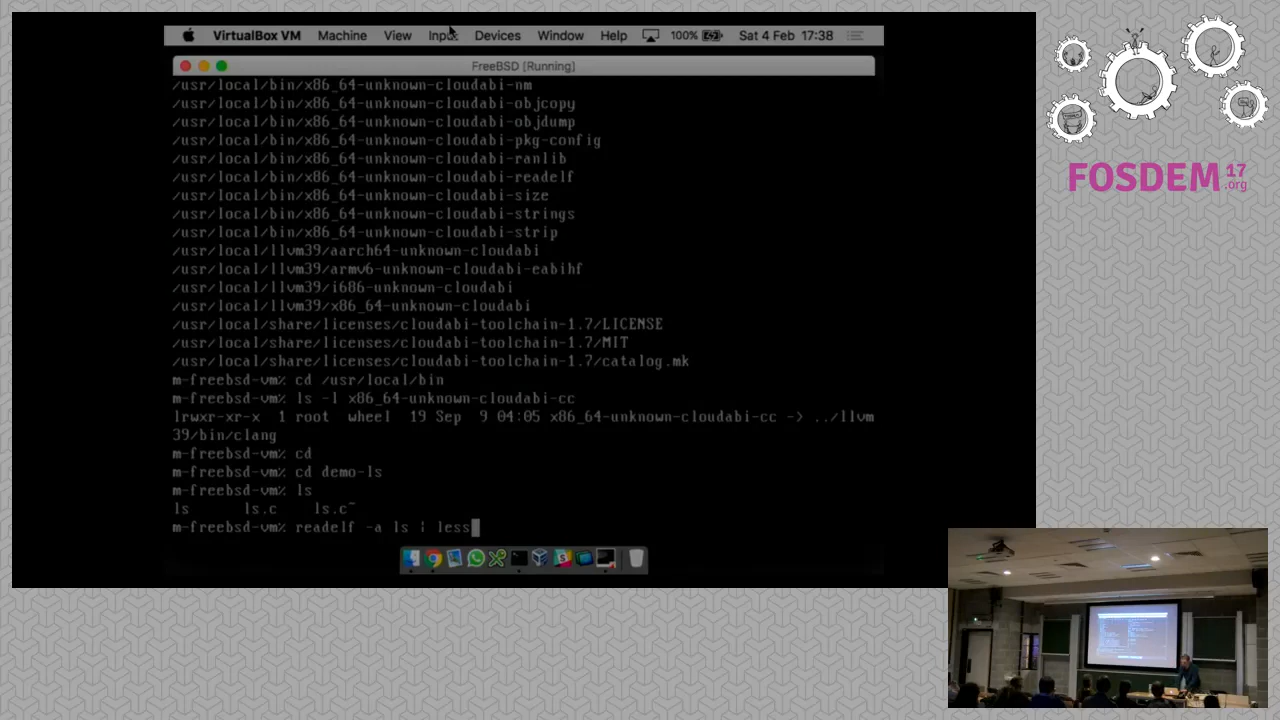 VirtualBox VM Machine View Input Devices Window Help 100% Sat 4 Feb 17:38
FreeBSD [Running]
/usr/local/bin/x86_64-unknown-cloudabi-nm
/usr/local/bin/x86_64-unknown-cloudabi-objcopy
/usr/local/bin/x86_64-unknown-cloudabi-objdump
/usr/local/bin/x86_64-unknown-cloudabi-pkg-config
/usr/local/bin/x86_64-unknown-cloudabi-ranlib
/usr/local/bin/x86_64-unknown-cloudabi-readelf
/usr/local/bin/x86_64-unknown-cloudabi-size
/usr/local/bin/x86_64-unknown-cloudabi-strings
/usr/local/bin/x86_64-unknown-cloudabi-strip
/usr/local/llvm39/aarch64-unknown-cloudabi
/usr/local/llvm39/armv6-unknown-cloudabi-eabihf
/usr/local/llvm39/i686-unknown-cloudabi
/usr/local/llvm39/x86_64-unknown-cloudabi
/usr/local/share/licenses/cloudabi-toolchain-1.7/LICENSE
/usr/local/share/licenses/cloudabi-toolchain-1.7/MIT
/usr/local/share/licenses/cloudabi-toolchain-1.7/catalog.mk
m-freebsd-vm% cd /usr/local/bin
m-freebsd-vm% ls -l x86_64-unknown-cloudabi-cc
lrwxr-xr-x 1 root wheel 19 Sep 9 04:05 x86_64-unknown-cloudabi-cc -> ../llvm
39/bin/clang
m-freebsd-vm% cd
m-freebsd-vm% cd demo-ls
m-freebsd-vm% ls
ls ls.c ls.c~
m-freebsd-vm% readelf -a ls | less
FOSDEM 17
.org